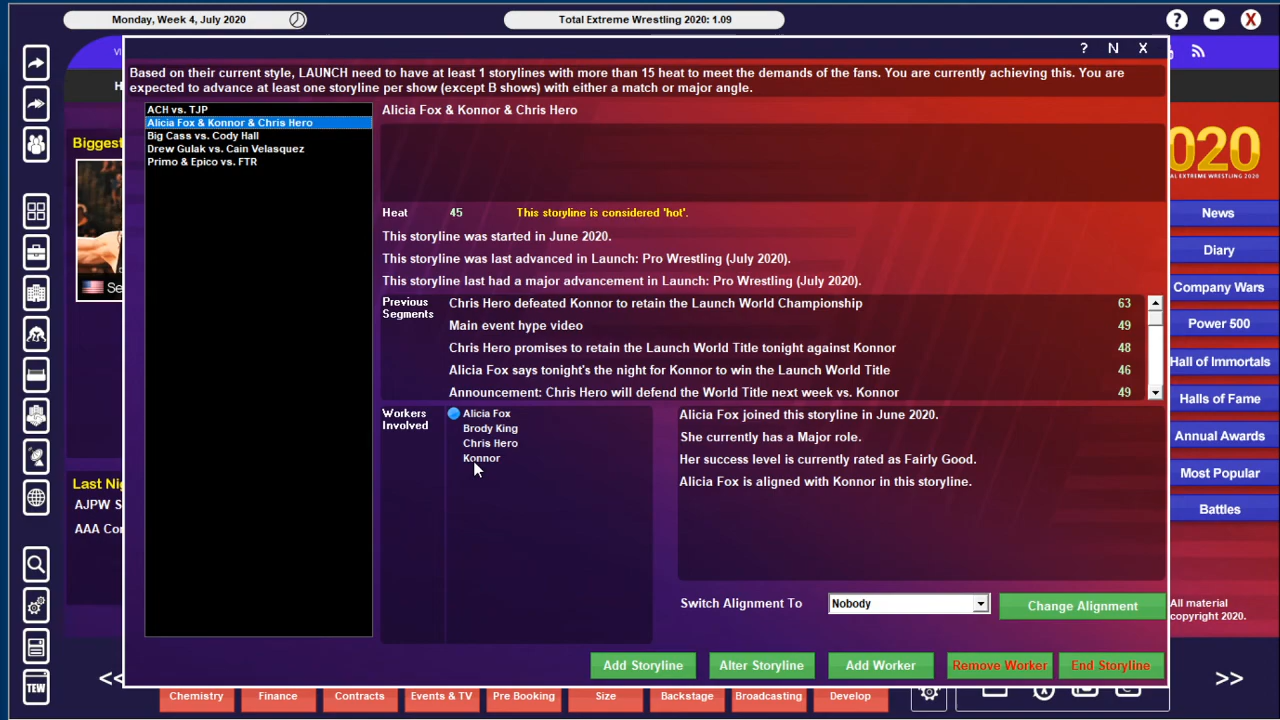 Monday, Week 4, July 2020
Total Extreme Wrestling 2020: 1.09
?
X
? N X
Based on their current style, LAUNCH need to have at least 1 storylines with more than 15 heat to meet the demands of the fans. You are currently achieving this. You are
expected to advance at least one storyline per show (except B shows) with either a match or major angle.
ACH vs. TJP
Alicia Fox & Konnor & Chris Hero
Big Cass vs. Cody Hall
Drew Gulak vs. Cain Velasquez
Primo & Epico vs. FTR
Alicia Fox & Konnor & Chris Hero
Heat 45 This storyline is considered 'hot'.
This storyline was started in June 2020.
This storyline was last advanced in Launch: Pro Wrestling (July 2020).
This storyline last had a major advancement in Launch: Pro Wrestling (July 2020).
Previous
Segments
Chris Hero defeated Konnor to retain the Launch World Championship 63
Main event hype video 49
Chris Hero promises to retain the Launch World Title tonight against Konnor 48
Alicia Fox says tonight's the night for Konnor to win the Launch World Title 46
Announcement: Chris Hero will defend the World Title next week vs. Konnor 49
Workers
Involved
Alicia Fox
Brody King
Chris Hero
Konnor
Alicia Fox joined this storyline in June 2020.
She currently has a Major role.
Her success level is currently rated as Fairly Good.
Alicia Fox is aligned with Konnor in this storyline.
Switch Alignment To
Nobody
Change Alignment
Add Storyline
Alter Storyline
Add Worker
Remove Worker
End Storyline
VI
H
Biggest
Se
Last Nig
AJPW S
AAA Co
020
AL EXTREME WRESTLING 2020
News
Diary
Company Wars
Power 500
Hall of Immortals
Halls of Fame
Annual Awards
Most Popular
Battles
All material
copyright 2020.
TEW
<<
>>
Chemistry
Finance
Contracts
Events & TV
Pre Booking
Size
Backstage
Broadcasting
Develop